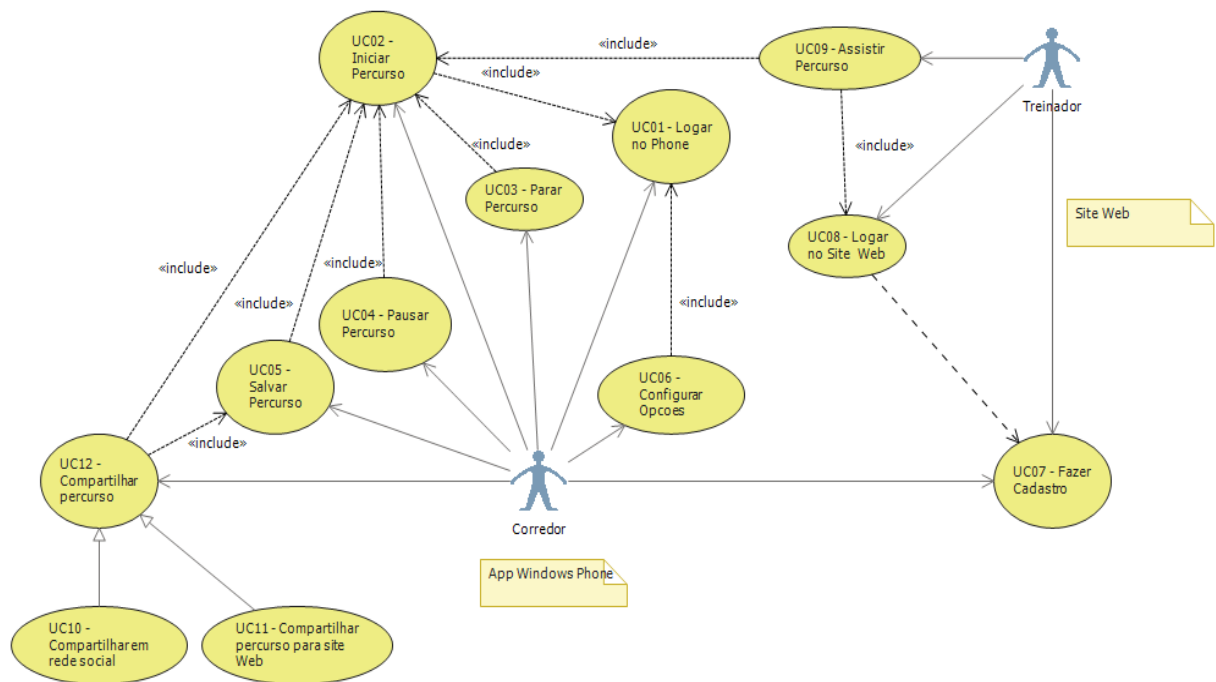 UC02 -
Iniciar
Percurso
«include»
UC09 - Assistir
Percurso
Treinador
«include»
UC01 - Logar
no Phone
«include»
«include»
UC03 - Parar
Percurso
Site Web
UC08 - Logar
no Site Web
«include»
«include»
«include»
«include»
UC04 - Pausar
Percurso
UC05 -
Salvar
Percurso
UC06 -
Configurar
Opcoes
«include»
UC12 -
Compartilhar
percurso
UC07 - Fazer
Cadastro
Corredor
App Windows Phone
UC10 -
Compartilhar em
rede social
UC11 - Compartilhar
percurso para site
Web